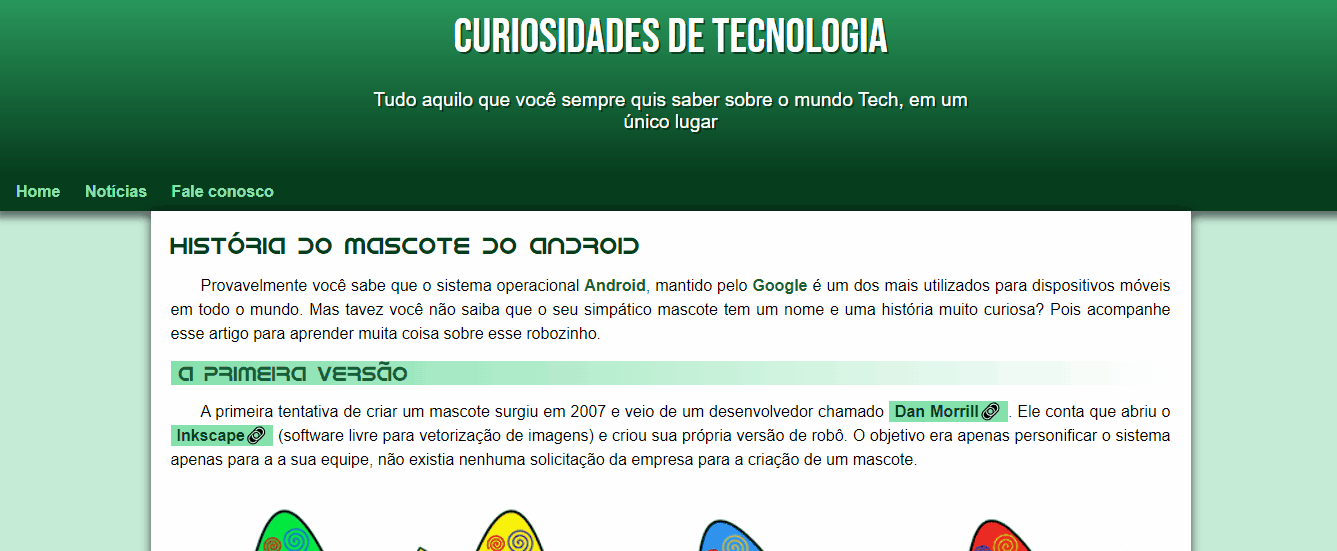 CURIOSIDADES DE TECNOLOGIA
Tudo aquilo que você sempre quis saber sobre o mundo Tech, em um
único lugar
Home Notícias Fale conosco
HISTÓRIA DO MASCOTE DO ANDROID
Provavelmente você sabe que o sistema operacional Android, mantido pelo Google é um dos mais utilizados para dispositivos móveis
em todo o mundo. Mas tavez você não saiba que o seu simpático mascote tem um nome e uma história muito curiosa? Pois acompanhe
esse artigo para aprender muita coisa sobre esse robozinho.
A PRIMEIRA VERSÃO
A primeira tentativa de criar um mascote surgiu em 2007 e veio de um desenvolvedor chamado Dan Morrill. Ele conta que abriu o
Inkscape (software livre para vetorização de imagens) e criou sua própria versão de robô. O objetivo era apenas personificar o sistema
apenas para a a sua equipe, não existia nenhuma solicitação da empresa para a criação de um mascote.